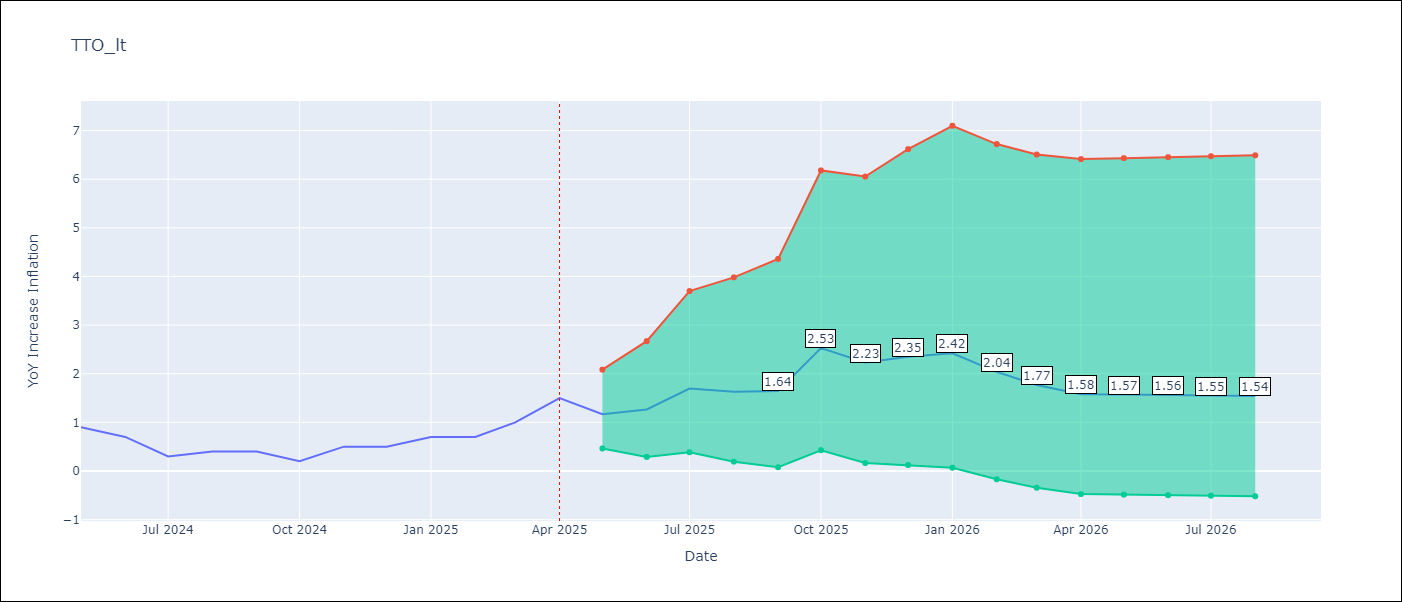 TTO_lt
YoY Increase Inflation
7
6
5
4
3
2
1
0
−1
2.53
2.42
2.35
2.23
2.04
1.77
1.64
1.58
1.57
1.56
1.55
1.54
Jul 2024
Oct 2024
Jan 2025
Apr 2025
Jul 2025
Oct 2025
Jan 2026
Apr 2026
Jul 2026
Date